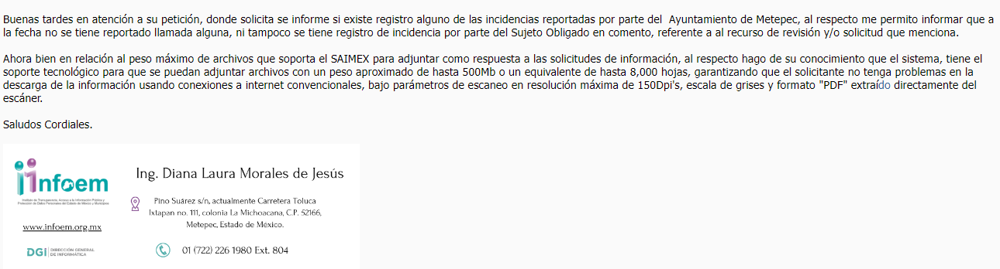 Buenas tardes en atención a su petición, donde solicita se informe si existe registro alguno de las incidencias reportadas por parte del  Ayuntamiento de Metepec, al respecto me permito informar que a
la fecha no se tiene reportado llamada alguna, ni tampoco se tiene registro de incidencia por parte del Sujeto Obligado en comento, referente a al recurso de revisión y/o solicitud que menciona.
Ahora bien en relación al peso máximo de archivos que soporta el SAIMEX para adjuntar como respuesta a las solicitudes de información, al respecto hago de su conocimiento que el sistema, tiene el
soporte tecnológico para que se puedan adjuntar archivos con un peso aproximado de hasta 500Mb o un equivalente de hasta 8,000 hojas, garantizando que el solicitante no tenga problemas en la
descarga de la información usando conexiones a internet convencionales, bajo parámetros de escaneo en resolución máxima de 150Dpi's, escala de grises y formato "PDF" extraído directamente del
escáner.
Saludos Cordiales.
infoem
Instituto de Transparencia, Acceso a la Información Pública y
Protección de Datos Personales del Estado de México y Municipios
www.infoem.org.mx
DGI DIRECCIÓN GENERAL
DE INFORMÁTICA
Ing. Diana Laura Morales de Jesús
Pino Suárez s/n, actualmente Carretera Toluca
Ixtapan no. 111, colonia La Michoacana, C.P. 52166,
Metepec, Estado de México.
01 (722) 226 1980 Ext. 804